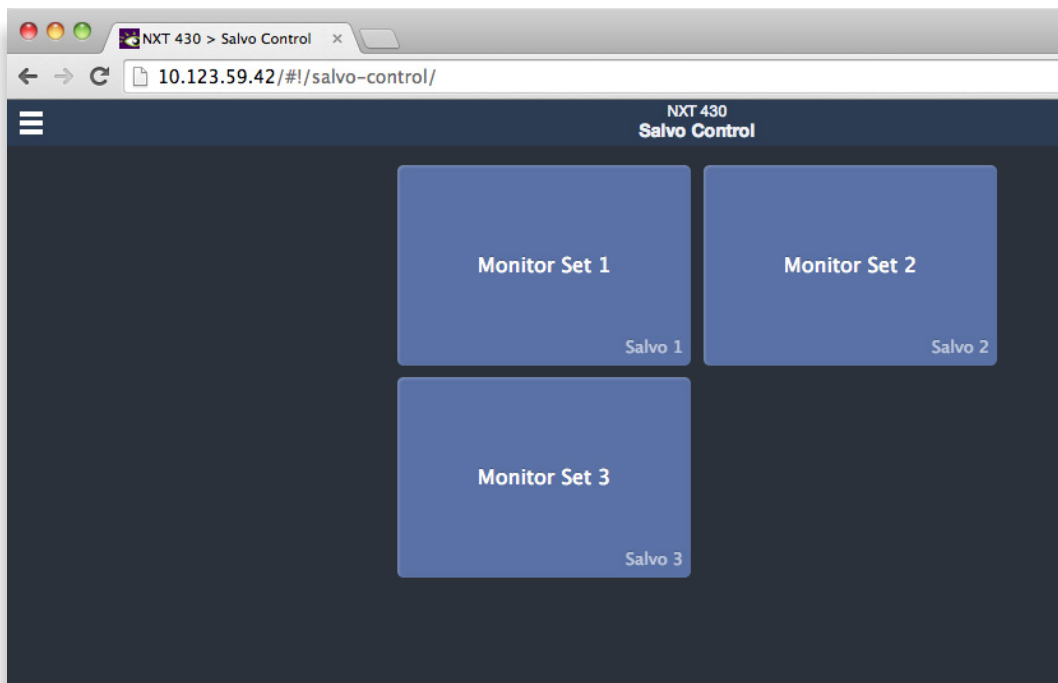 NXT 430 > Salvo Control
10.123.59.42/#!/salvo-control/
NXT 430
Salvo Control
Monitor Set 1
Salvo 1
Monitor Set 2
Salvo 2
Monitor Set 3
Salvo 3